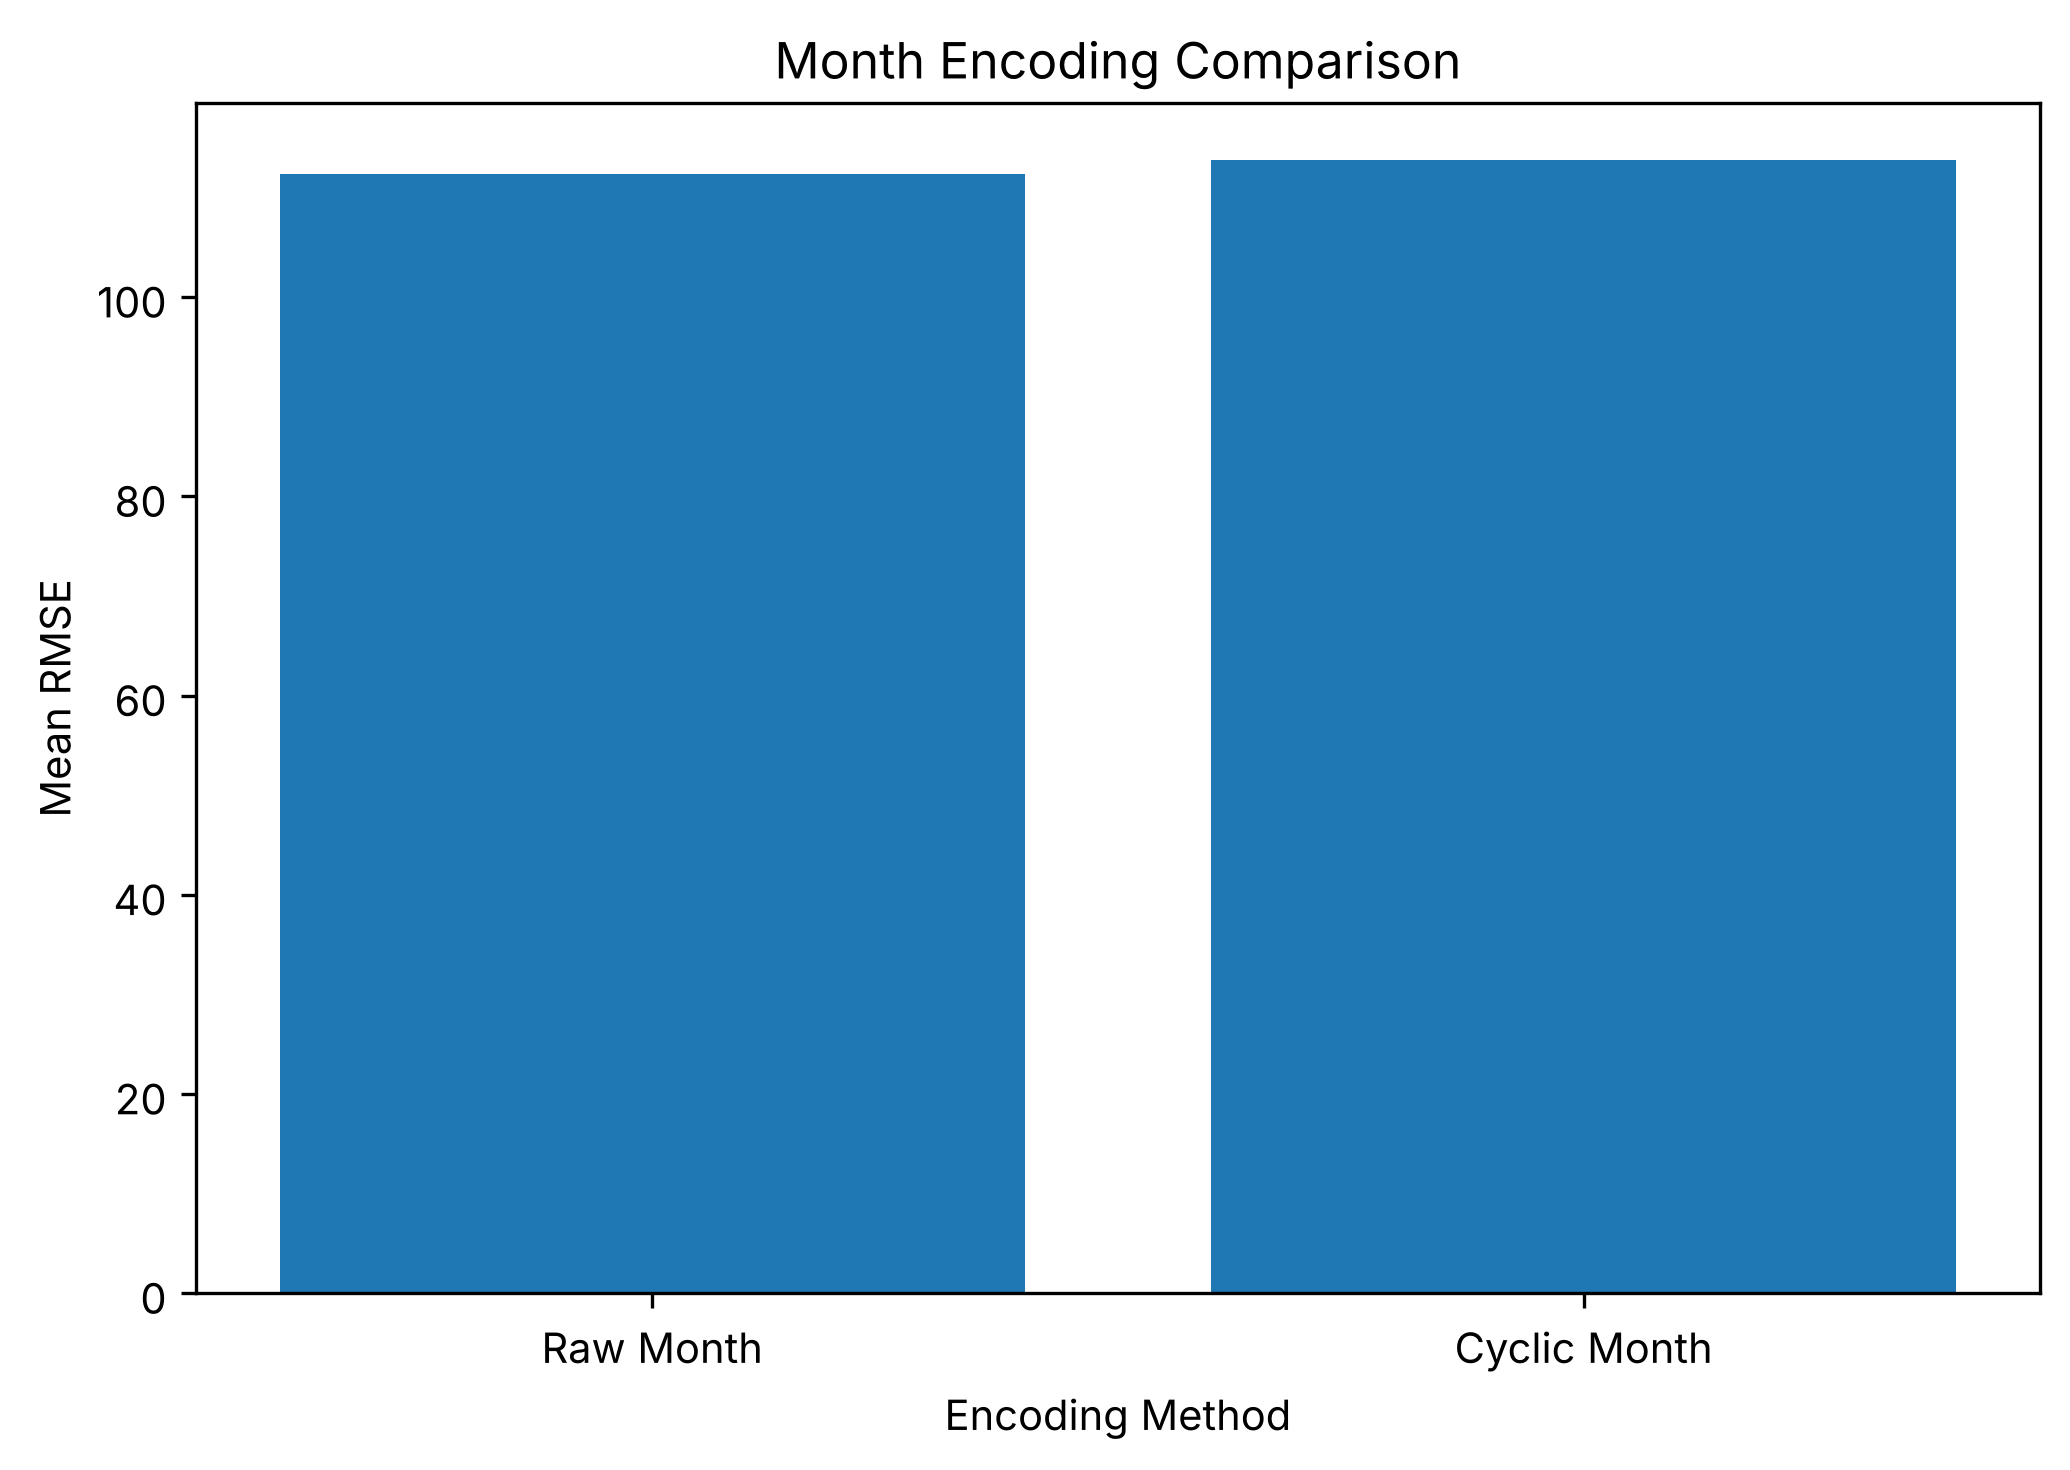 Month Encoding Comparison
Mean RMSE
100
80
60
40
20
0
Raw Month
Cyclic Month
Encoding Method